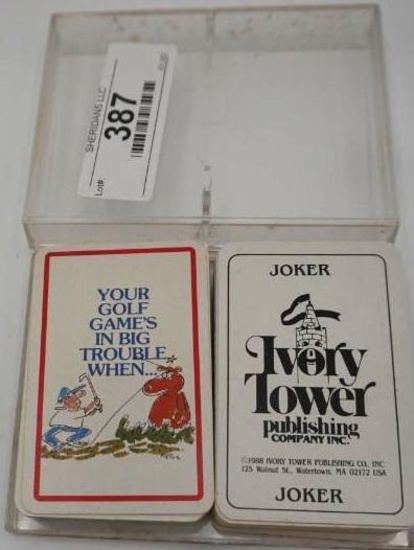 SHERIDANS LLC
387
Lot#:
YOUR
GOLF
GAME'S
IN BIG
TROUBLE
WHEN...
JOKER
Ivory
Tower
publishing
COMPANY INC.
©1988 IVORY TOWER PUBLISHING CO., INC.
125 Walnut St., Watertown, MA 02172 USA
JOKER